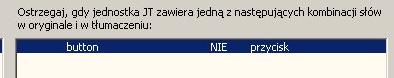 Ostrzegaj, gdy jednostka JT zawiera jedną z następujących kombinacji słów
w oryginale i w tłumaczeniu:
button NIE przycisk